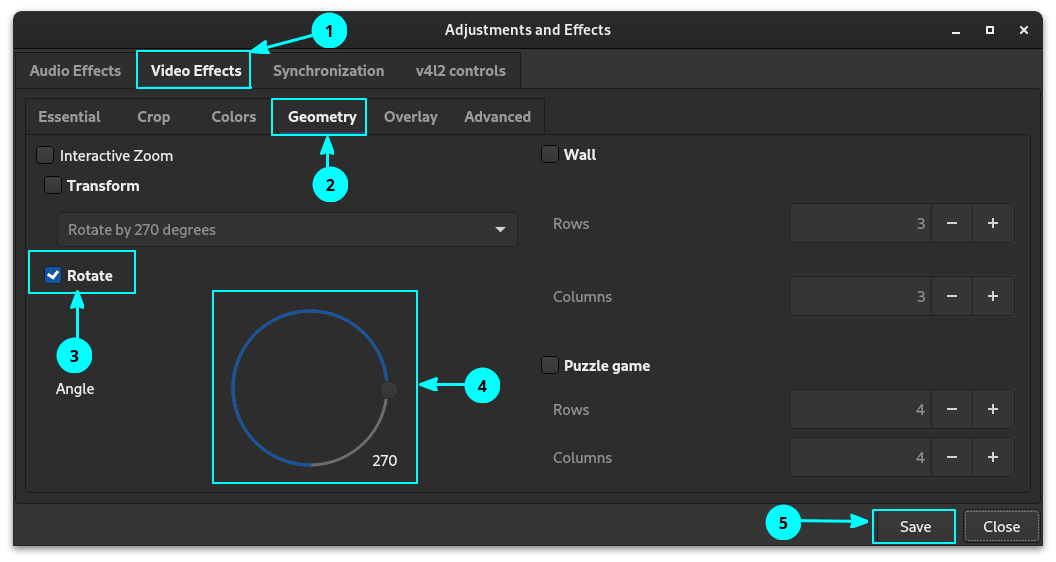 1
Adjustments and Effects
Audio Effects Video Effects Synchronization v4l2 controls
Essential Crop Colors Geometry Overlay Advanced
Interactive Zoom
Transform
2
Rotate by 270 degrees
Rotate
3
Angle
4
270
Wall
Rows 3 − +
Columns 3 − +
Puzzle game
Rows 4 − +
Columns 4 − +
5
Save Close